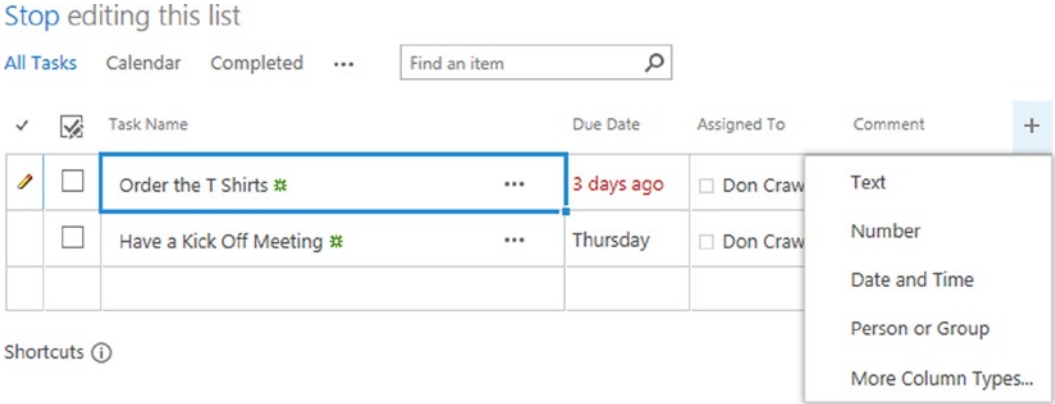 Stop editing this list
All Tasks Calendar Completed ... Find an item
Task Name Due Date Assigned To Comment +
Order the T Shirts ... 3 days ago Don Craw
Have a Kick Off Meeting ... Thursday Don Craw
Text
Number
Date and Time
Person or Group
More Column Types...
Shortcuts